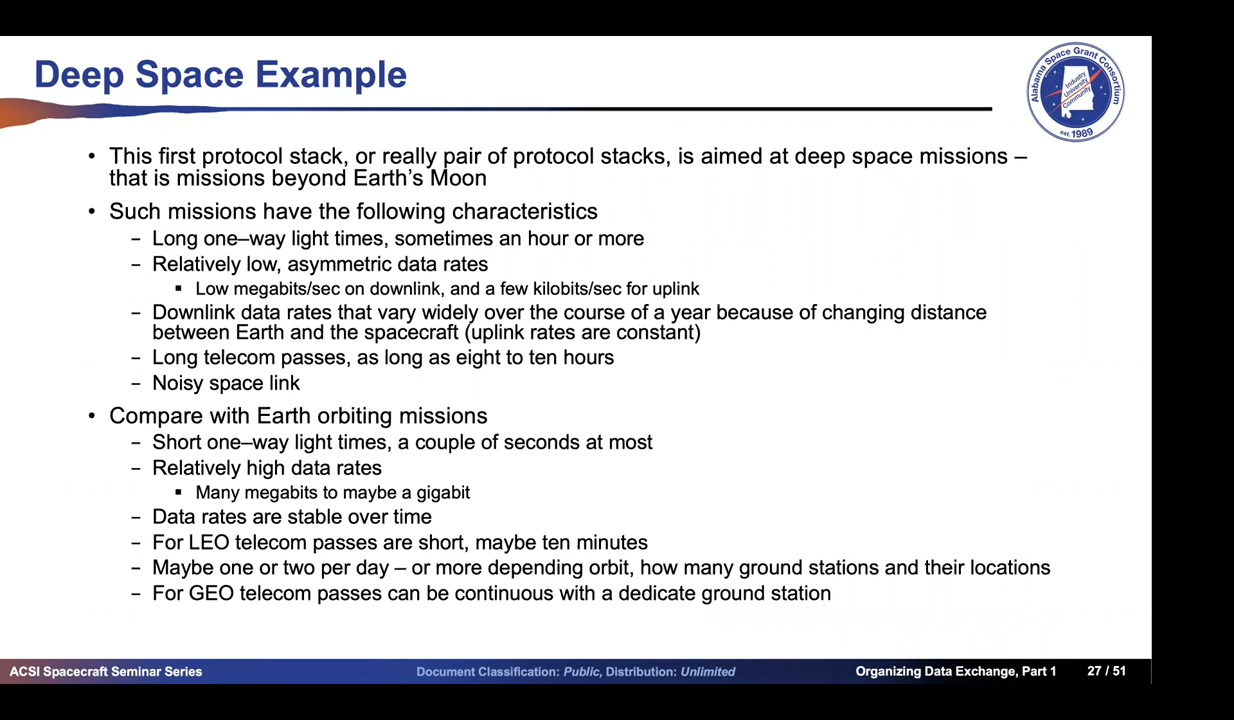 Deep Space Example
Alabama Space Grant Consortium
Industry
University
Community
est. 1989
• This first protocol stack, or really pair of protocol stacks, is aimed at deep space missions –
that is missions beyond Earth's Moon
• Such missions have the following characteristics
– Long one–way light times, sometimes an hour or more
– Relatively low, asymmetric data rates
▪ Low megabits/sec on downlink, and a few kilobits/sec for uplink
– Downlink data rates that vary widely over the course of a year because of changing distance
between Earth and the spacecraft (uplink rates are constant)
– Long telecom passes, as long as eight to ten hours
– Noisy space link
• Compare with Earth orbiting missions
– Short one–way light times, a couple of seconds at most
– Relatively high data rates
▪ Many megabits to maybe a gigabit
– Data rates are stable over time
– For LEO telecom passes are short, maybe ten minutes
– Maybe one or two per day – or more depending orbit, how many ground stations and their locations
– For GEO telecom passes can be continuous with a dedicate ground station
ACSI Spacecraft Seminar Series
Document Classification: Public, Distribution: Unlimited
Organizing Data Exchange, Part 1
27 / 51